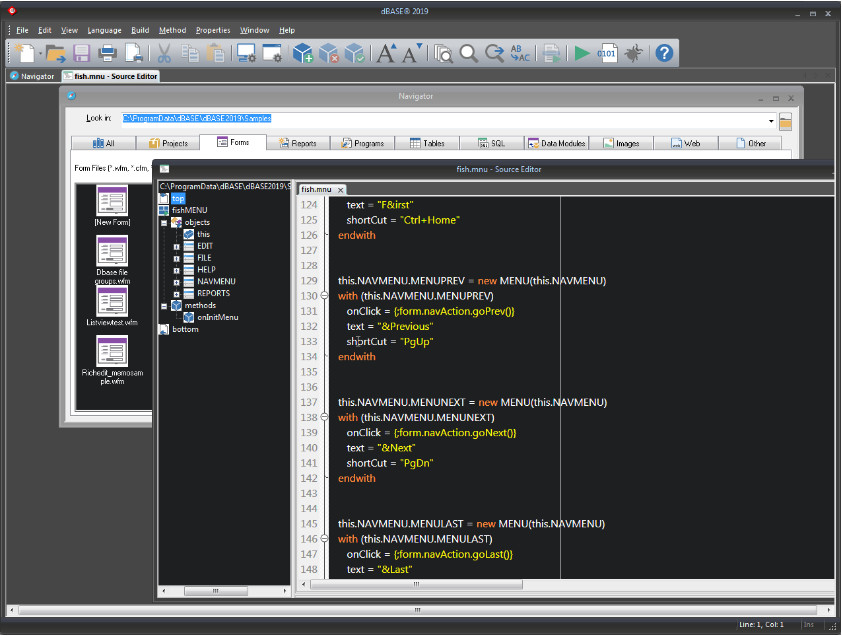 dBASE® 2019
File Edit View Language Build Method Properties Window Help
0101
AB
AC
Navigator fish.mnu - Source Editor
Navigator
Look in: C:\ProgramData\dBASE\dBASE2019\Samples
All Projects Forms Reports Programs Tables SQL Data Modules Images Web Other
Form Files (*.wfm, *.cfm,
[New Form]
Dbase file
groups.wfm
Listviewtest.wfm
Richedit_memosam
ple.wfm
fish.mnu - Source Editor
C:\ProgramData\dBASE\dBASE2019\S
top
fishMENU
objects
this
EDIT
FILE
HELP
NAVMENU
REPORTS
methods
onInitMenu
bottom
fish.mnu x
124 text = "F&irst"
125 shortCut = "Ctrl+Home"
126 endwith
127
128
129 this.NAVMENU.MENUPREV = new MENU(this.NAVMENU)
130 with (this.NAVMENU.MENUPREV)
131 onClick = {;form.navAction.goPrev()}
132 text = "&Previous"
133 shortCut = "PgUp"
134 endwith
135
136
137 this.NAVMENU.MENUNEXT = new MENU(this.NAVMENU)
138 with (this.NAVMENU.MENUNEXT)
139 onClick = {;form.navAction.goNext()}
140 text = "&Next"
141 shortCut = "PgDn"
142 endwith
143
144
145 this.NAVMENU.MENULAST = new MENU(this.NAVMENU)
146 with (this.NAVMENU.MENULAST)
147 onClick = {;form.navAction.goLast()}
148 text = "&Last"
Line: 1, Col: 1 Ins